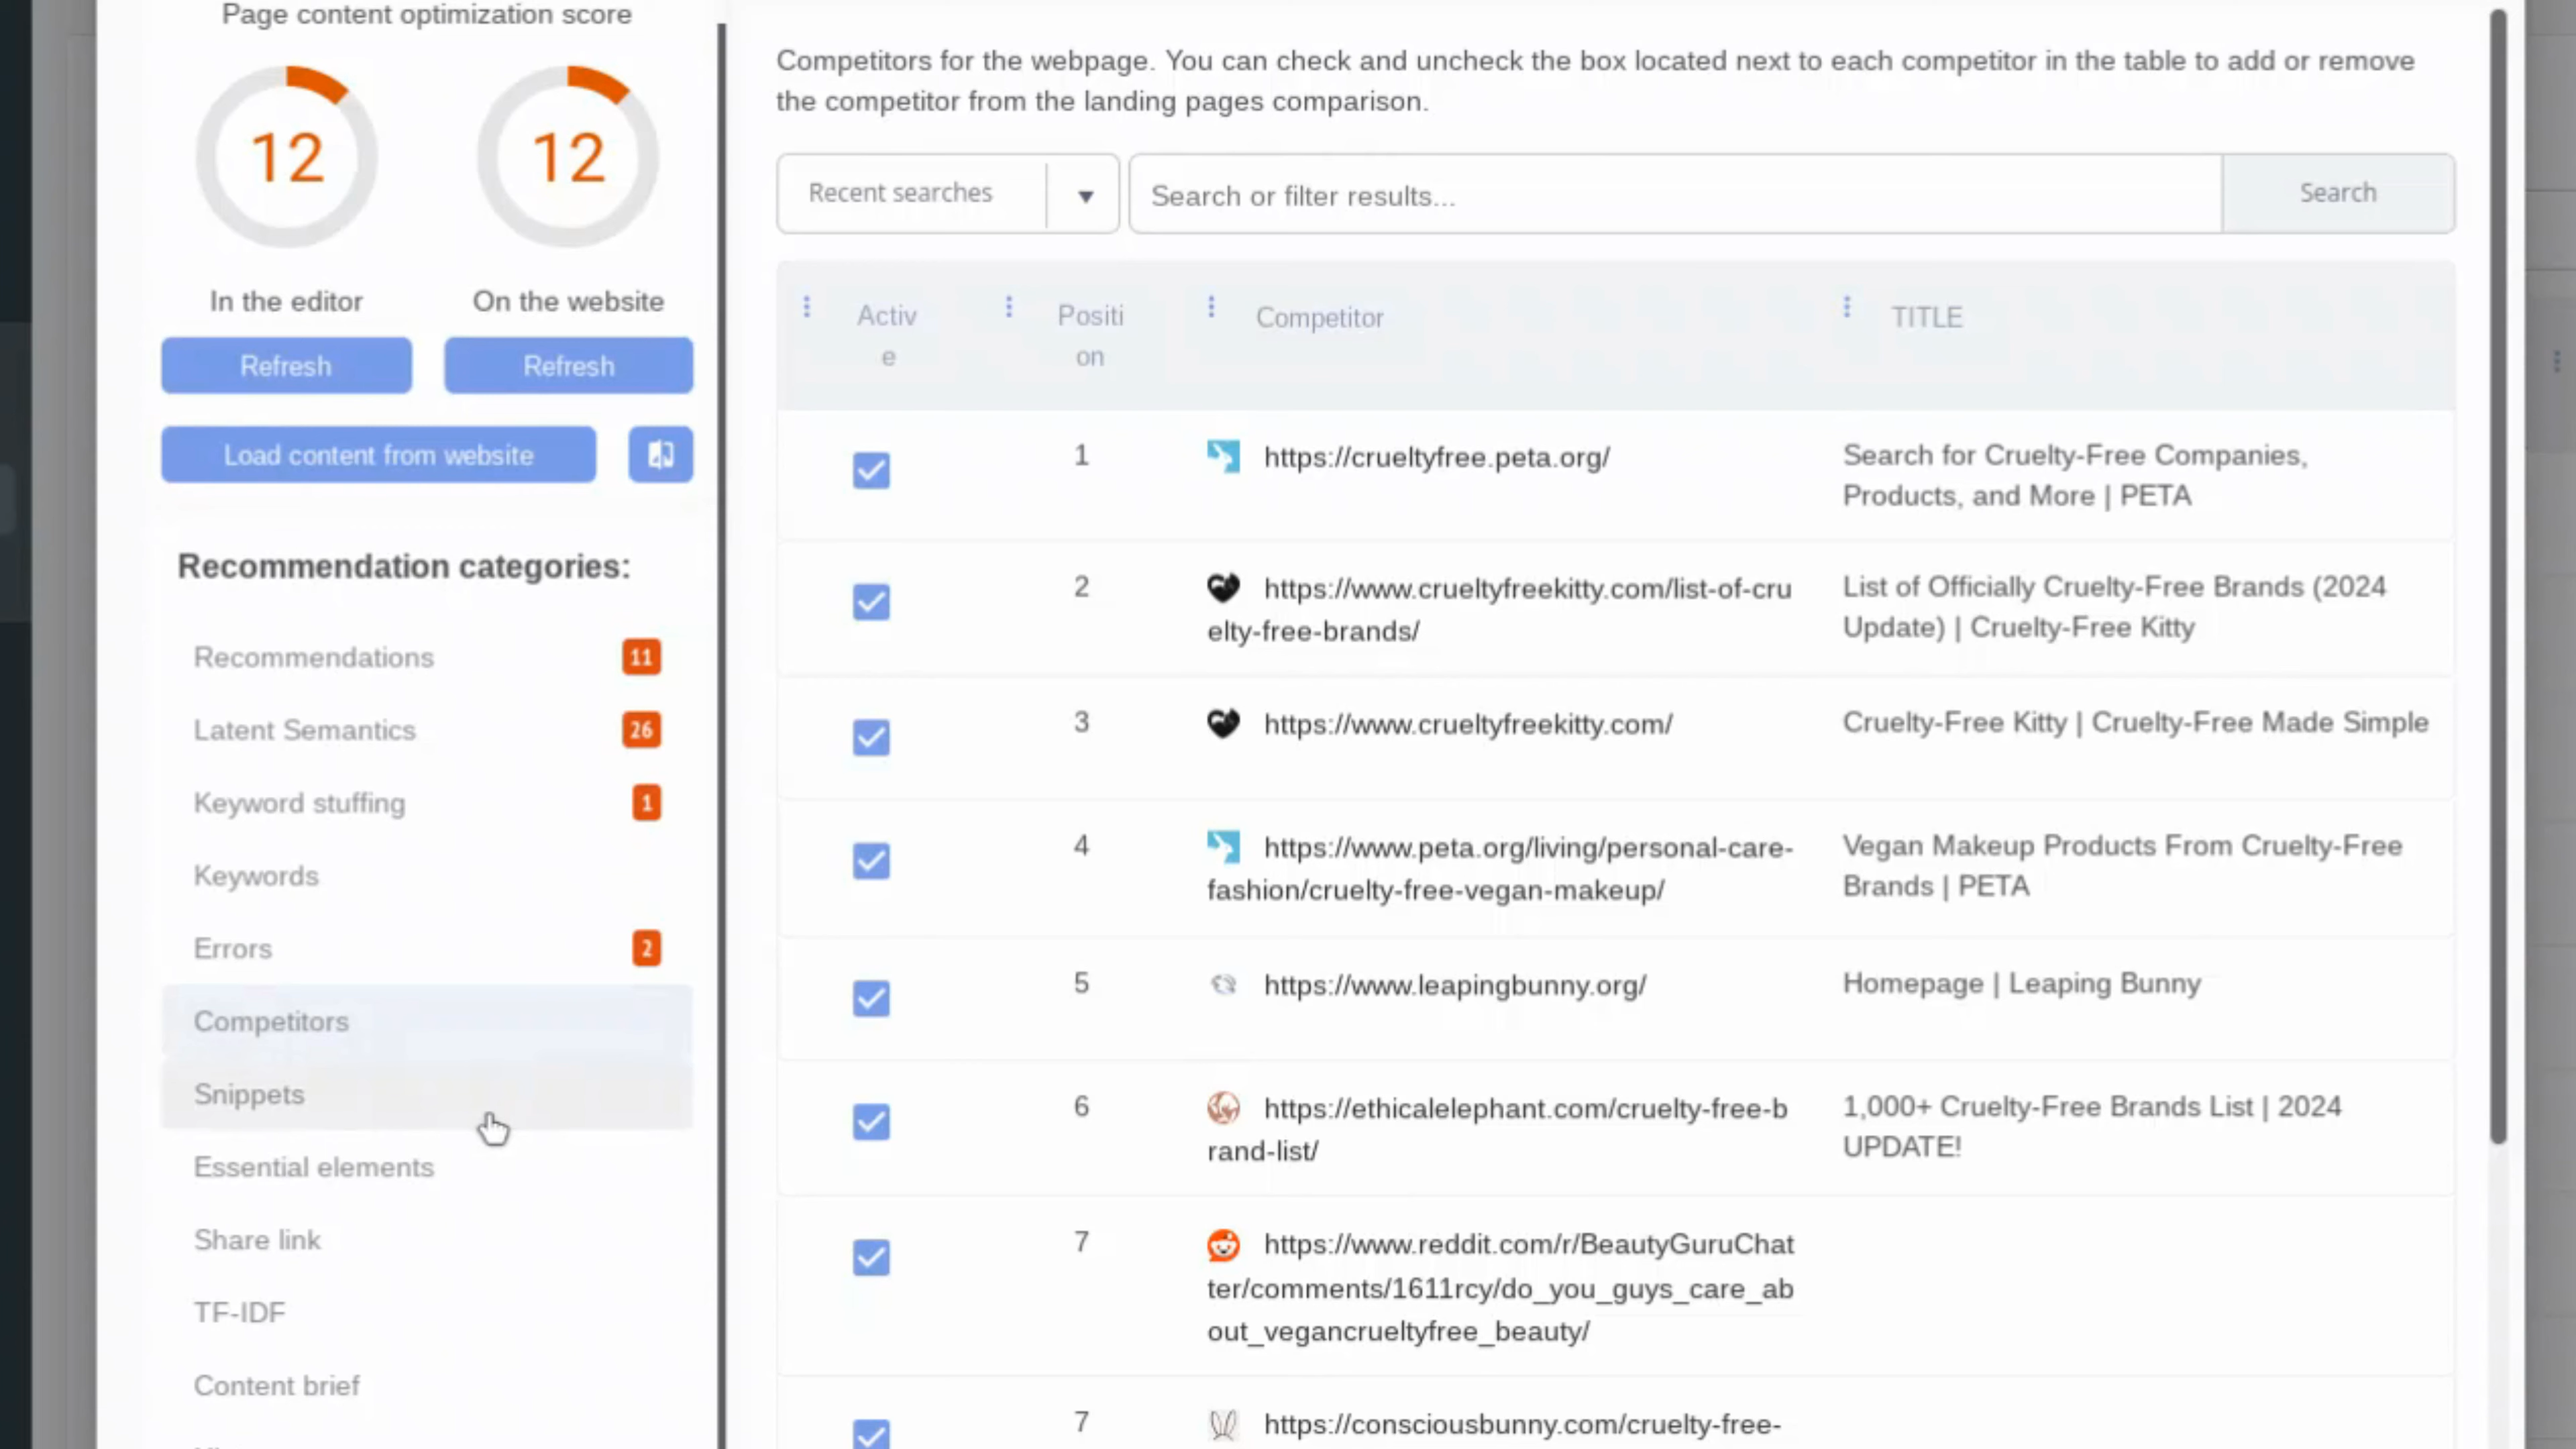 Page content optimization score
12
12
In the editor
On the website
Refresh
Refresh
Load content from website
Recommendation categories:
Recommendations 11
Latent Semantics 26
Keyword stuffing 1
Keywords
Errors 2
Competitors
Snippets
Essential elements
Share link
TF-IDF
Content brief
Competitors for the webpage. You can check and uncheck the box located next to each competitor in the table to add or remove
the competitor from the landing pages comparison.
Recent searches
Search or filter results...
Search
Activ
e
Positi
on
Competitor
TITLE
1
https://crueltyfree.peta.org/
Search for Cruelty-Free Companies,
Products, and More | PETA
2
https://www.crueltyfreekitty.com/list-of-cru
elty-free-brands/
List of Officially Cruelty-Free Brands (2024
Update) | Cruelty-Free Kitty
3
https://www.crueltyfreekitty.com/
Cruelty-Free Kitty | Cruelty-Free Made Simple
4
https://www.peta.org/living/personal-care-
fashion/cruelty-free-vegan-makeup/
Vegan Makeup Products From Cruelty-Free
Brands | PETA
5
https://www.leapingbunny.org/
Homepage | Leaping Bunny
6
https://ethicalelephant.com/cruelty-free-b
rand-list/
1,000+ Cruelty-Free Brands List | 2024
UPDATE!
7
https://www.reddit.com/r/BeautyGuruChat
ter/comments/1611rcy/do_you_guys_care_ab
out_vegancrueltyfree_beauty/
7
https://consciousbunny.com/cruelty-free-